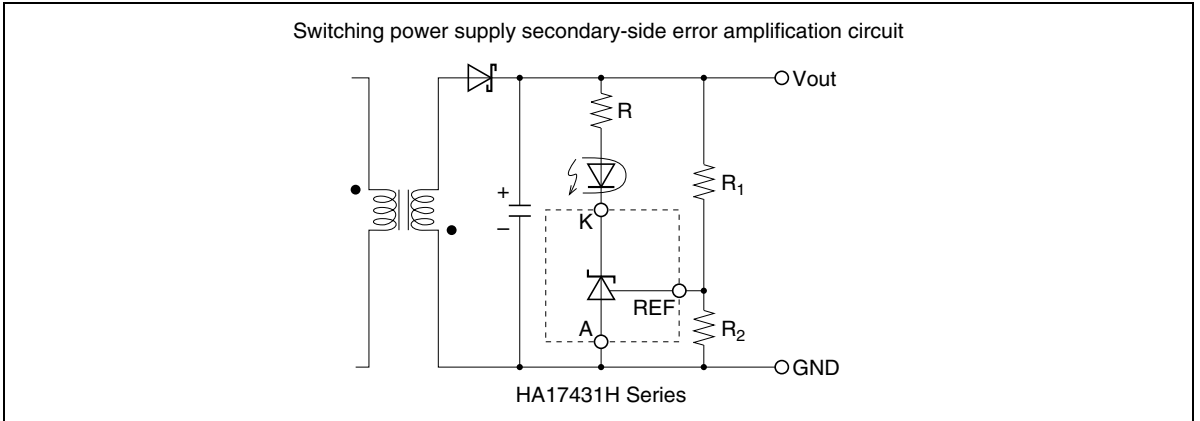 Switching power supply secondary-side error amplification circuit
Vout
R
R1
+
−
K
REF
A
R2
GND
HA17431H Series